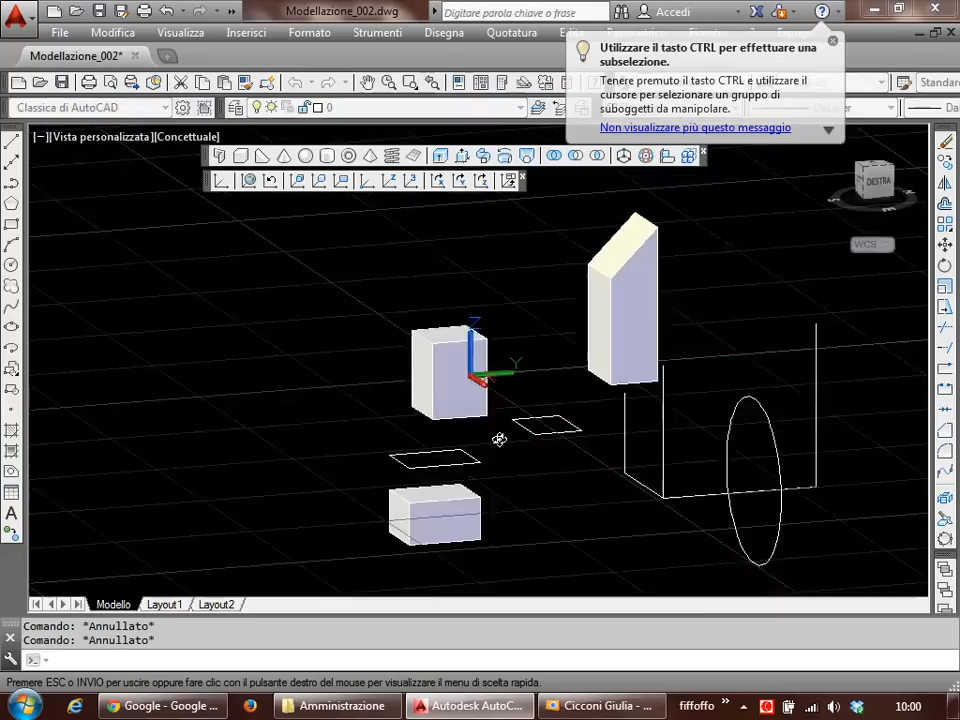 Modellazione_002.dwg
Digitare parola chiave o frase
Accedi
File
Modifica
Visualizza
Inserisci
Formato
Strumenti
Disegna
Quotatura
Modellazione_002*
Utilizzare il tasto CTRL per effettuare una
subselezione.
Tenere premuto il tasto CTRL e utilizzare il
cursore per selezionare un gruppo di
suboggetti da manipolare.
Non visualizzare più questo messaggio
Standard
Classica di AutoCAD
0
[−][Vista personalizzata][Concettuale]
DESTRA
WCS
Z
Y
Modello
Layout1
Layout2
Comando: *Annullato*
Comando: *Annullato*
Premere ESC o INVIO per uscire oppure fare clic con il pulsante destro del mouse per visualizzare il menu di scelta rapida.
Google - Google ...
Amministrazione
Autodesk AutoC...
Cicconi Giulia - ...
fiffoffo
10:00